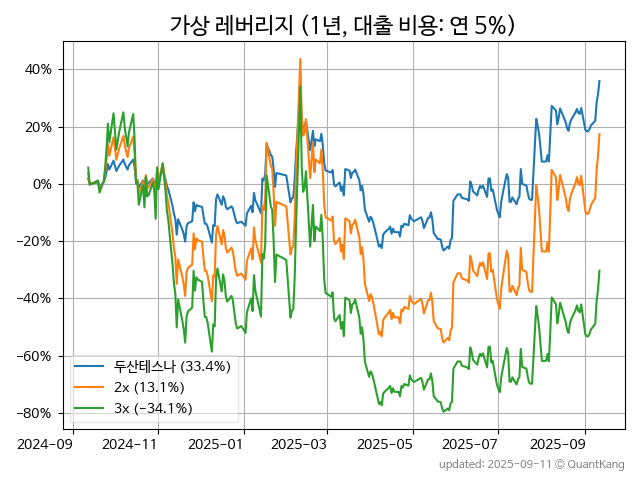 가상 레버리지 (1년, 대출 비용: 연 5%)
40%
20%
0%
−20%
−40%
−60%
−80%
두산테스나 (33.4%)
2x (13.1%)
3x (−34.1%)
2024-09 2024-11 2025-01 2025-03 2025-05 2025-07 2025-09
updated: 2025-09-11 © QuantKang